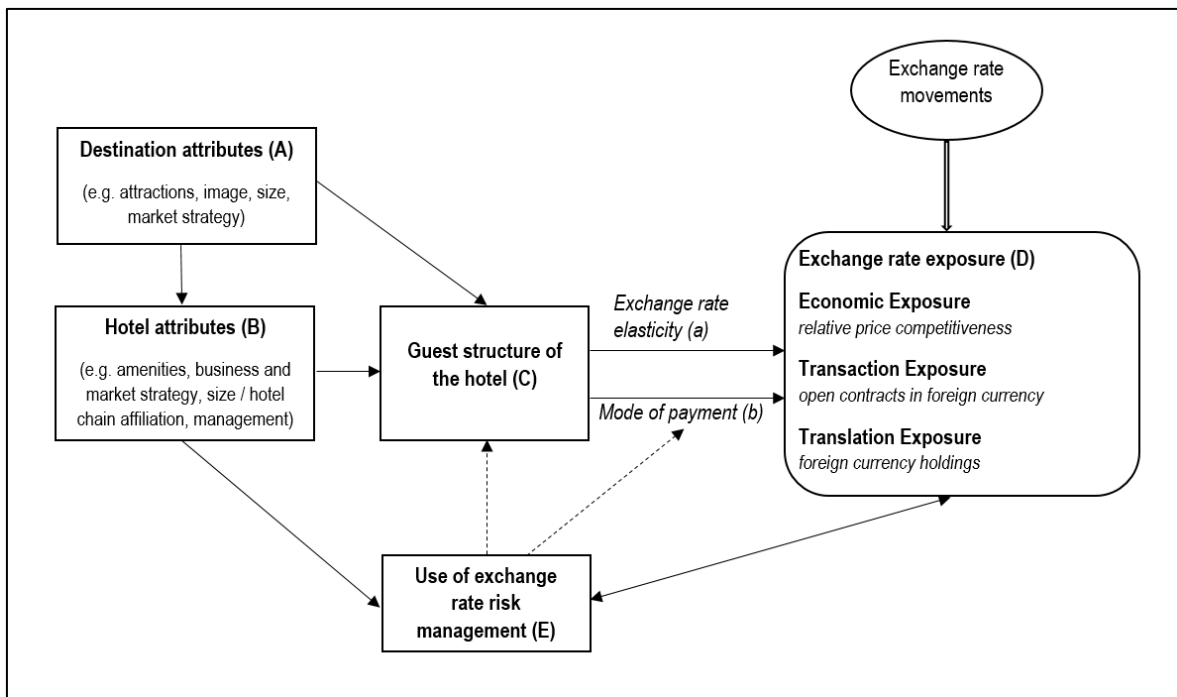 Exchange rate
movements
Destination attributes (A)
(e.g. attractions, image, size,
market strategy)
Hotel attributes (B)
(e.g. amenities, business and
market strategy, size / hotel
chain affiliation, management)
Guest structure of
the hotel (C)
Exchange rate
elasticity (a)
Mode of payment (b)
Exchange rate exposure (D)
Economic Exposure
relative price competitiveness
Transaction Exposure
open contracts in foreign currency
Translation Exposure
foreign currency holdings
Use of exchange
rate risk
management (E)